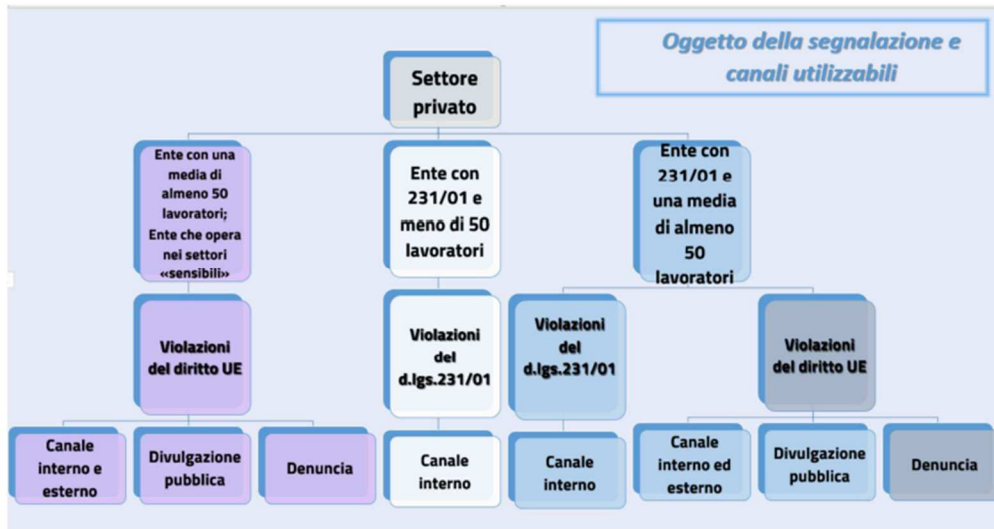 Oggetto della segnalazione e
canali utilizzabili
Settore
privato
Ente con una
media di
almeno 50
lavoratori;
Ente che opera
nei settori
«sensibili»
Ente con
231/01 e
meno di 50
lavoratori
Ente con
231/01 e
una media
di almeno
50
lavoratori
Violazioni
del diritto UE
Violazioni
del
d.lgs.231/01
Violazioni
del
d.lgs.231/01
Violazioni
del diritto UE
Canale
interno e
esterno
Divulgazione
pubblica
Denuncia
Canale
interno
Canale
interno
Canale
interno ed
esterno
Divulgazione
pubblica
Denuncia